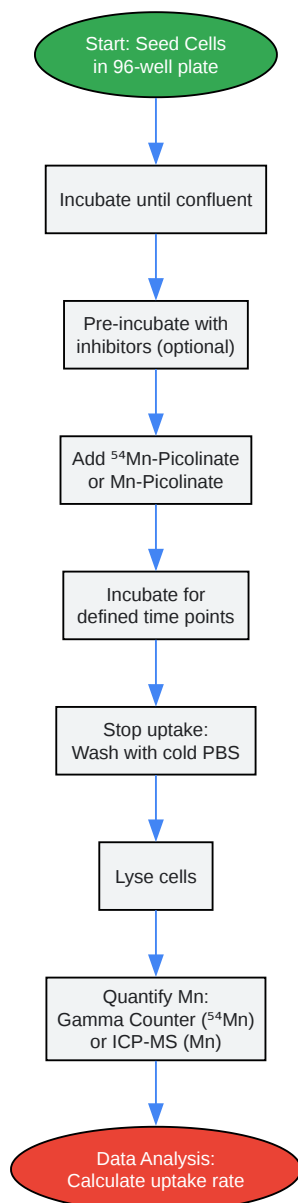 Start: Seed Cells
in 96-well plate
Incubate until confluent
Pre-incubate with
inhibitors (optional)
Add ⁵⁴Mn-Picolinate
or Mn-Picolinate
Incubate for
defined time points
Stop uptake:
Wash with cold PBS
Lyse cells
Quantify Mn:
Gamma Counter (⁵⁴Mn)
or ICP-MS (Mn)
Data Analysis:
Calculate uptake rate